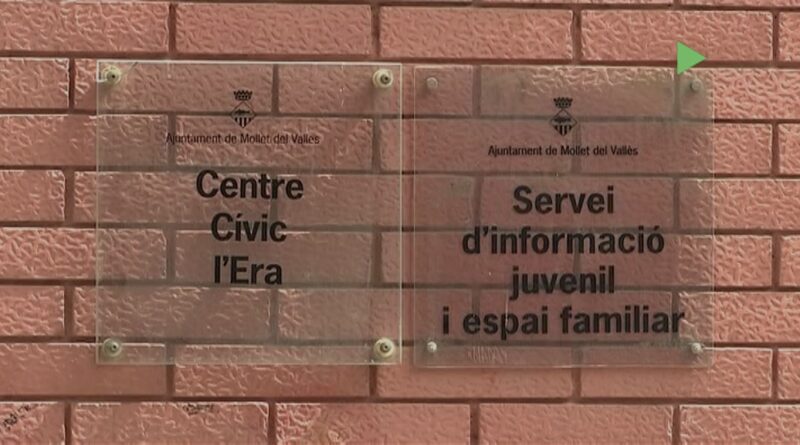 Ajuntament de Mollet del Vallès
Centre
Cívic
l'Era
Ajuntament de Mollet del Vallès
Servei
d'informació
juvenil
i espai familiar